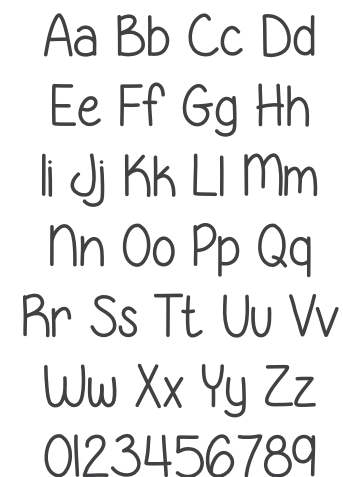 Aa Bb Cc Dd
Ee Ff Gg Hh
Ii Jj Kk Ll Mm
Nn Oo Pp Qq
Rr Ss Tt Uu Vv
Ww Xx Yy Zz
0123456789